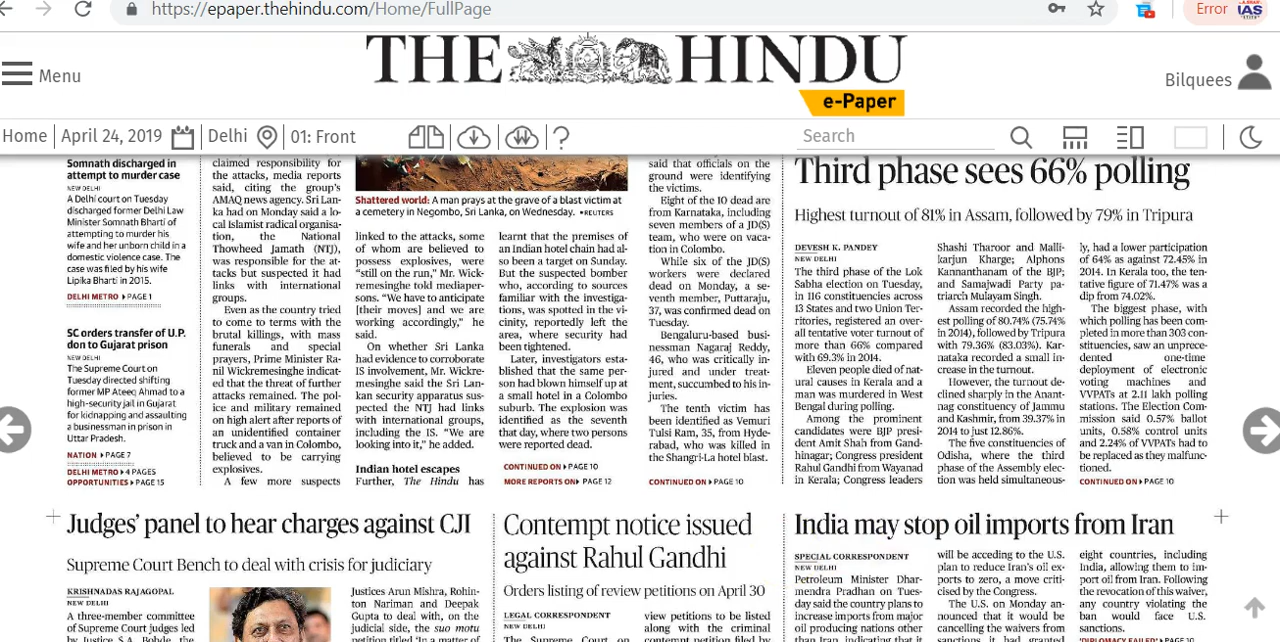 https://epaper.thehindu.com/Home/FullPage
Error
IAS
Menu
THE HINDU
e-Paper
Bilquees
Home
April 24, 2019
Delhi
01: Front
Search
Somnath discharged in
attempt to murder case
NEW DELHI
A Delhi court on Tuesday
discharged former Delhi Law
Minister Somnath Bharti of
attempting to murder his
wife and her unborn child in a
domestic violence case. The
case was filed by his wife
Lipika Bharti in 2015.
DELHI METRO ▶ PAGE 1
SC orders transfer of U.P.
don to Gujarat prison
NEW DELHI
The Supreme Court on
Tuesday directed shifting
former MP Ateeq Ahmad to a
high-security jail in Gujarat
for kidnapping and assaulting
a businessman in prison in
Uttar Pradesh.
NATION ▶ PAGE 7
DELHI METRO ▶ 4 PAGES
OPPORTUNITIES ▶ PAGE 15
claimed responsibility for
the attacks, media reports
said, citing the group's
AMAQ news agency. Sri Lan-
ka had on Monday said a lo-
cal Islamist radical organisa-
tion, the National
Thowheed Jamath (NTJ),
was responsible for the at-
tacks but suspected it had
links with international
groups.
Even as the country tried
to come to terms with the
brutal killings, with mass
funerals and special
prayers, Prime Minister Ra-
nil Wickremesinghe indicat-
ed that the threat of further
attacks remained. The pol-
ice and military remained
on high alert after reports of
an unidentified container
truck and a van in Colombo,
believed to be carrying
explosives.
A few more suspects
Shattered world: A man prays at the grave of a blast victim at
a cemetery in Negombo, Sri Lanka, on Wednesday. ▪REUTERS
linked to the attacks, some
of whom are believed to
possess explosives, were
"still on the run," Mr. Wick-
remesinghe told mediaper-
sons. "We have to anticipate
[their moves] and we are
working accordingly," he
said.
On whether Sri Lanka
had evidence to corroborate
IS involvement, Mr. Wickre-
mesinghe said the Sri Lan-
kan security apparatus sus-
pected the NTJ had links
with international groups,
including the IS. "We are
looking into it," he added.
Indian hotel escapes
Further, The Hindu has
learnt that the premises of
an Indian hotel chain had al-
so been a target on Sunday.
But the suspected bomber
who, according to sources
familiar with the investiga-
tions, was spotted in the vi-
cinity, reportedly left the
area, where security had
been tightened.
Later, investigators esta-
blished that the same per-
son had blown himself up at
a small hotel in a Colombo
suburb. The explosion was
identified as the seventh
that day, where two persons
were reported dead.
CONTINUED ON ▶ PAGE 10
MORE REPORTS ON ▶ PAGE 12
said that officials on the
ground were identifying
the victims.
Eight of the 10 dead are
from Karnataka, including
seven members of a JD(S)
team, who were on vaca-
tion in Colombo.
While six of the JD(S)
workers were declared
dead on Monday, a se-
venth member, Puttaraju,
37, was confirmed dead on
Tuesday.
Bengaluru-based busi-
nessman Nagaraj Reddy,
46, who was critically in-
jured and under treat-
ment, succumbed to his in-
juries.
The tenth victim has
been identified as Vemuri
Tulsi Ram, 35, from Hyde-
rabad, who was killed in
the Shangri-La hotel blast.
CONTINUED ON ▶ PAGE 10
Third phase sees 66% polling
Highest turnout of 81% in Assam, followed by 79% in Tripura
DEVESH K. PANDEY
NEW DELHI
The third phase of the Lok
Sabha election on Tuesday,
in 116 constituencies across
13 States and two Union Ter-
ritories, registered an over-
all tentative voter turnout of
more than 66% compared
with 69.3% in 2014.
Eleven people died of nat-
ural causes in Kerala and a
man was murdered in West
Bengal during polling.
Among the prominent
candidates were BJP presi-
dent Amit Shah from Gand-
hinagar; Congress president
Rahul Gandhi from Wayanad
in Kerala; Congress leaders
Shashi Tharoor and Malli-
karjun Kharge; Alphons
Kannanthanam of the BJP;
and Samajwadi Party pa-
triarch Mulayam Singh.
Assam recorded the high-
est polling of 80.74% (75.74%
in 2014), followed by Tripura
with 79.36% (83.03%). Kar-
nataka recorded a small in-
crease in the turnout.
However, the turnout de-
clined sharply in the Anant-
nag constituency of Jammu
and Kashmir, from 39.37% in
2014 to just 12.86%.
The five constituencies of
Odisha, where the third
phase of the Assembly elec-
tion was held simultaneous-
ly, had a lower participation
of 64% as against 72.45% in
2014. In Kerala too, the ten-
tative figure of 71.47% was a
dip from 74.02%.
The biggest phase, with
which polling has been com-
pleted in more than 303 con-
stituencies, saw an unprece-
dented one-time
deployment of electronic
voting machines and
VVPATs at 2.11 lakh polling
stations. The Election Com-
mission said 0.57% ballot
units, 0.58% control units
and 2.24% of VVPATs had to
be replaced as they malfunc-
tioned.
CONTINUED ON ▶ PAGE 10
Judges' panel to hear charges against CJI
Supreme Court Bench to deal with crisis for judiciary
KRISHNADAS RAJAGOPAL
NEW DELHI
A three-member committee
of Supreme Court judges led
by Justice S.A. Bobde, the
Justices Arun Mishra, Rohin-
ton Nariman and Deepak
Gupta to deal with, on the
judicial side, the suo motu
petition titled "In a matter of
Contempt notice issued
against Rahul Gandhi
Orders listing of review petitions on April 30
LEGAL CORRESPONDENT
NEW DELHI
The Supreme Court on
view petitions to be listed
along with the criminal
contempt petition filed by
India may stop oil imports from Iran
SPECIAL CORRESPONDENT
NEW DELHI
Petroleum Minister Dhar-
mendra Pradhan on Tues-
day said the country plans to
increase imports from major
oil producing nations other
than Iran, indicating that it
will be acceding to the U.S.
plan to reduce Iran's oil ex-
ports to zero, a move critic-
ised by the Congress.
The U.S. on Monday an-
nounced that it would be
cancelling the waivers from
sanctions it had granted
eight countries, including
India, allowing them to im-
port oil from Iran. Following
the revocation of this waiver,
any country violating the
ban would face U.S.
sanctions.
'DIPLOMACY FAILED' ▶ PAGE 10